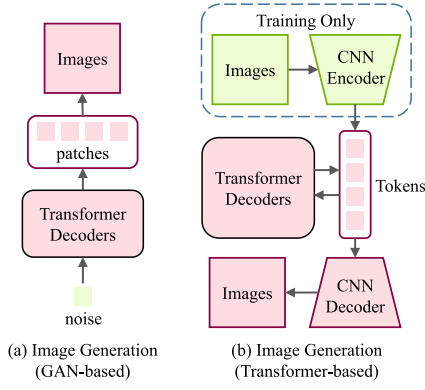 Images
patches
Transformer
Decoders
noise
(a) Image Generation
(GAN-based)
Training Only
Images
CNN
Encoder
Transformer
Decoders
Tokens
Images
CNN
Decoder
(b) Image Generation
(Transformer-based)